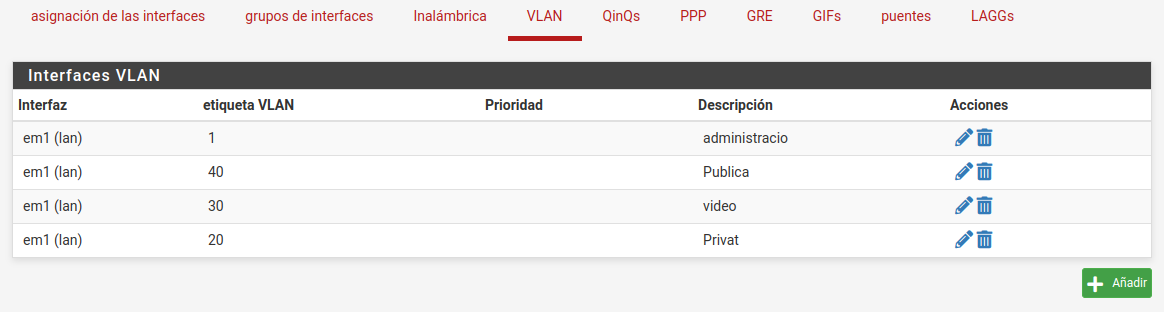 asignación de las interfaces grupos de interfaces Inalámbrica VLAN QinQs PPP GRE GIFs puentes LAGGs
Interfaces VLAN
Interfaz etiqueta VLAN Prioridad Descripción Acciones
em1 (lan) 1 administracio
em1 (lan) 40 Publica
em1 (lan) 30 video
em1 (lan) 20 Privat
Añadir